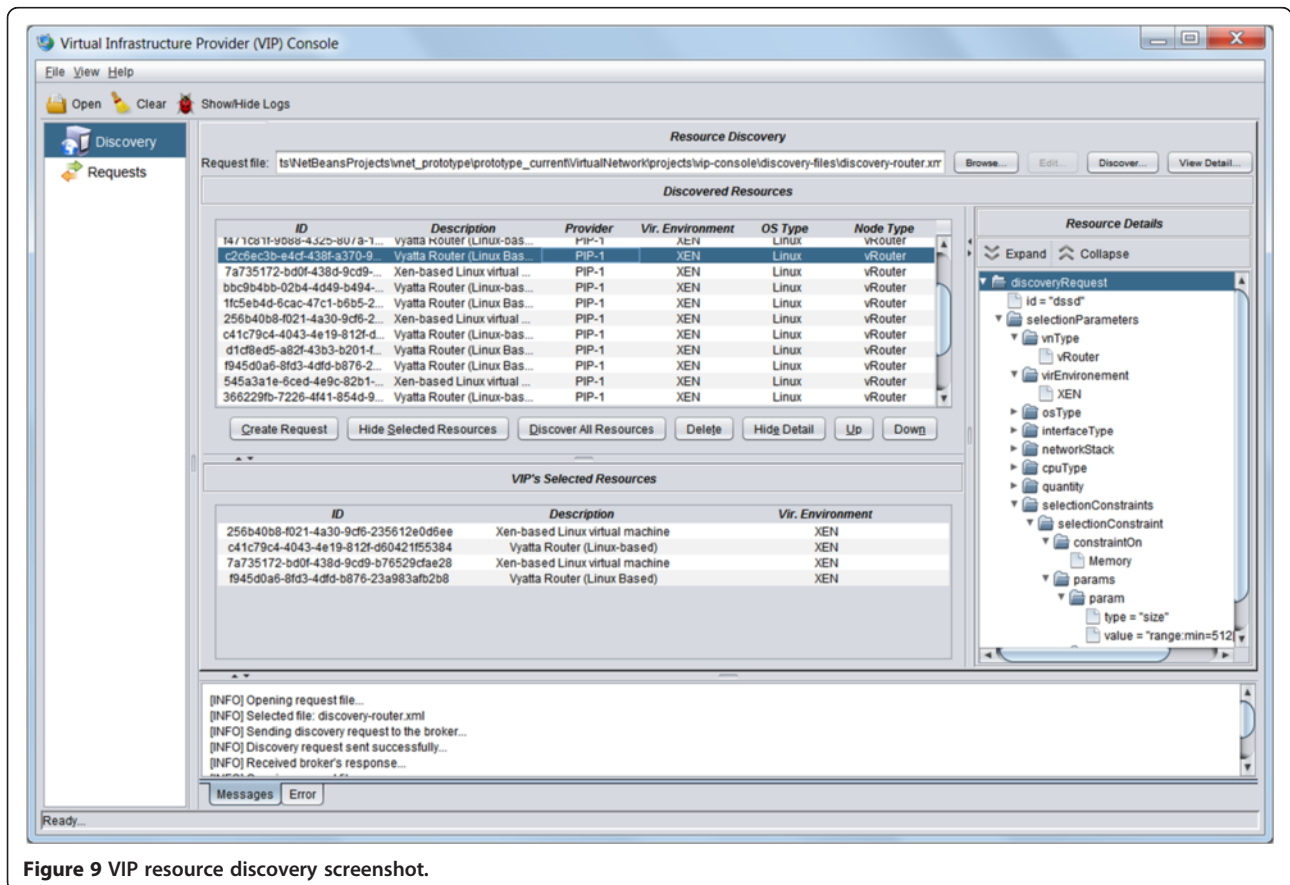 Virtual Infrastructure Provider (VIP) Console
File View Help
Open Clear Show/Hide Logs
Discovery
Requests
Resource Discovery
Request file: ts\NetBeansProjects\vnet_prototype\prototype_current\VirtualNetwork\projects\vip-console\discovery-files\discovery-router.xm Browse... Edit... Discover... View Detail...
Discovered Resources
ID Description Provider Vir. Environment OS Type Node Type
f471c81f-9b88-4325-807a-1... Vyatta Router (Linux-bas... PIP-1 XEN Linux vRouter
c2c6ec3b-e4cf-438f-a370-9... Vyatta Router (Linux Bas... PIP-1 XEN Linux vRouter
7a735172-bd0f-438d-9cd9-... Xen-based Linux virtual ... PIP-1 XEN Linux vRouter
bbc9b4bb-02b4-4d49-b494-... Vyatta Router (Linux-bas... PIP-1 XEN Linux vRouter
1fc5eb4d-6cac-47c1-b6b5-2... Vyatta Router (Linux Bas... PIP-1 XEN Linux vRouter
256b40b8-f021-4a30-9cf6-2... Xen-based Linux virtual ... PIP-1 XEN Linux vRouter
c41c79c4-4043-4e19-812f-d... Vyatta Router (Linux-bas... PIP-1 XEN Linux vRouter
d1cf8ed5-a82f-43b3-b201-f... Vyatta Router (Linux Bas... PIP-1 XEN Linux vRouter
f945d0a6-8fd3-4dfd-b876-2... Vyatta Router (Linux Bas... PIP-1 XEN Linux vRouter
545a3a1e-6ced-4e9c-82b1-... Xen-based Linux virtual ... PIP-1 XEN Linux vRouter
366229fb-7226-4f41-854d-9... Vyatta Router (Linux-bas... PIP-1 XEN Linux vRouter
Create Request Hide Selected Resources Discover All Resources Delete Hide Detail Up Down
VIP's Selected Resources
ID Description Vir. Environment
256b40b8-f021-4a30-9cf6-235612e0d6ee Xen-based Linux virtual machine XEN
c41c79c4-4043-4e19-812f-d60421f55384 Vyatta Router (Linux-based) XEN
7a735172-bd0f-438d-9cd9-b76529cfae28 Xen-based Linux virtual machine XEN
f945d0a6-8fd3-4dfd-b876-23a983afb2b8 Vyatta Router (Linux Based) XEN
Resource Details
Expand Collapse
discoveryRequest
id = "dssd"
selectionParameters
vnType
vRouter
virEnvironement
XEN
osType
interfaceType
networkStack
cpuType
quantity
selectionConstraints
selectionConstraint
constraintOn
Memory
params
param
type = "size"
value = "range:min=512
[INFO] Opening request file...
[INFO] Selected file: discovery-router.xml
[INFO] Sending discovery request to the broker...
[INFO] Discovery request sent successfully...
[INFO] Received broker's response...
Messages Error
Ready...
Figure 9 VIP resource discovery screenshot.